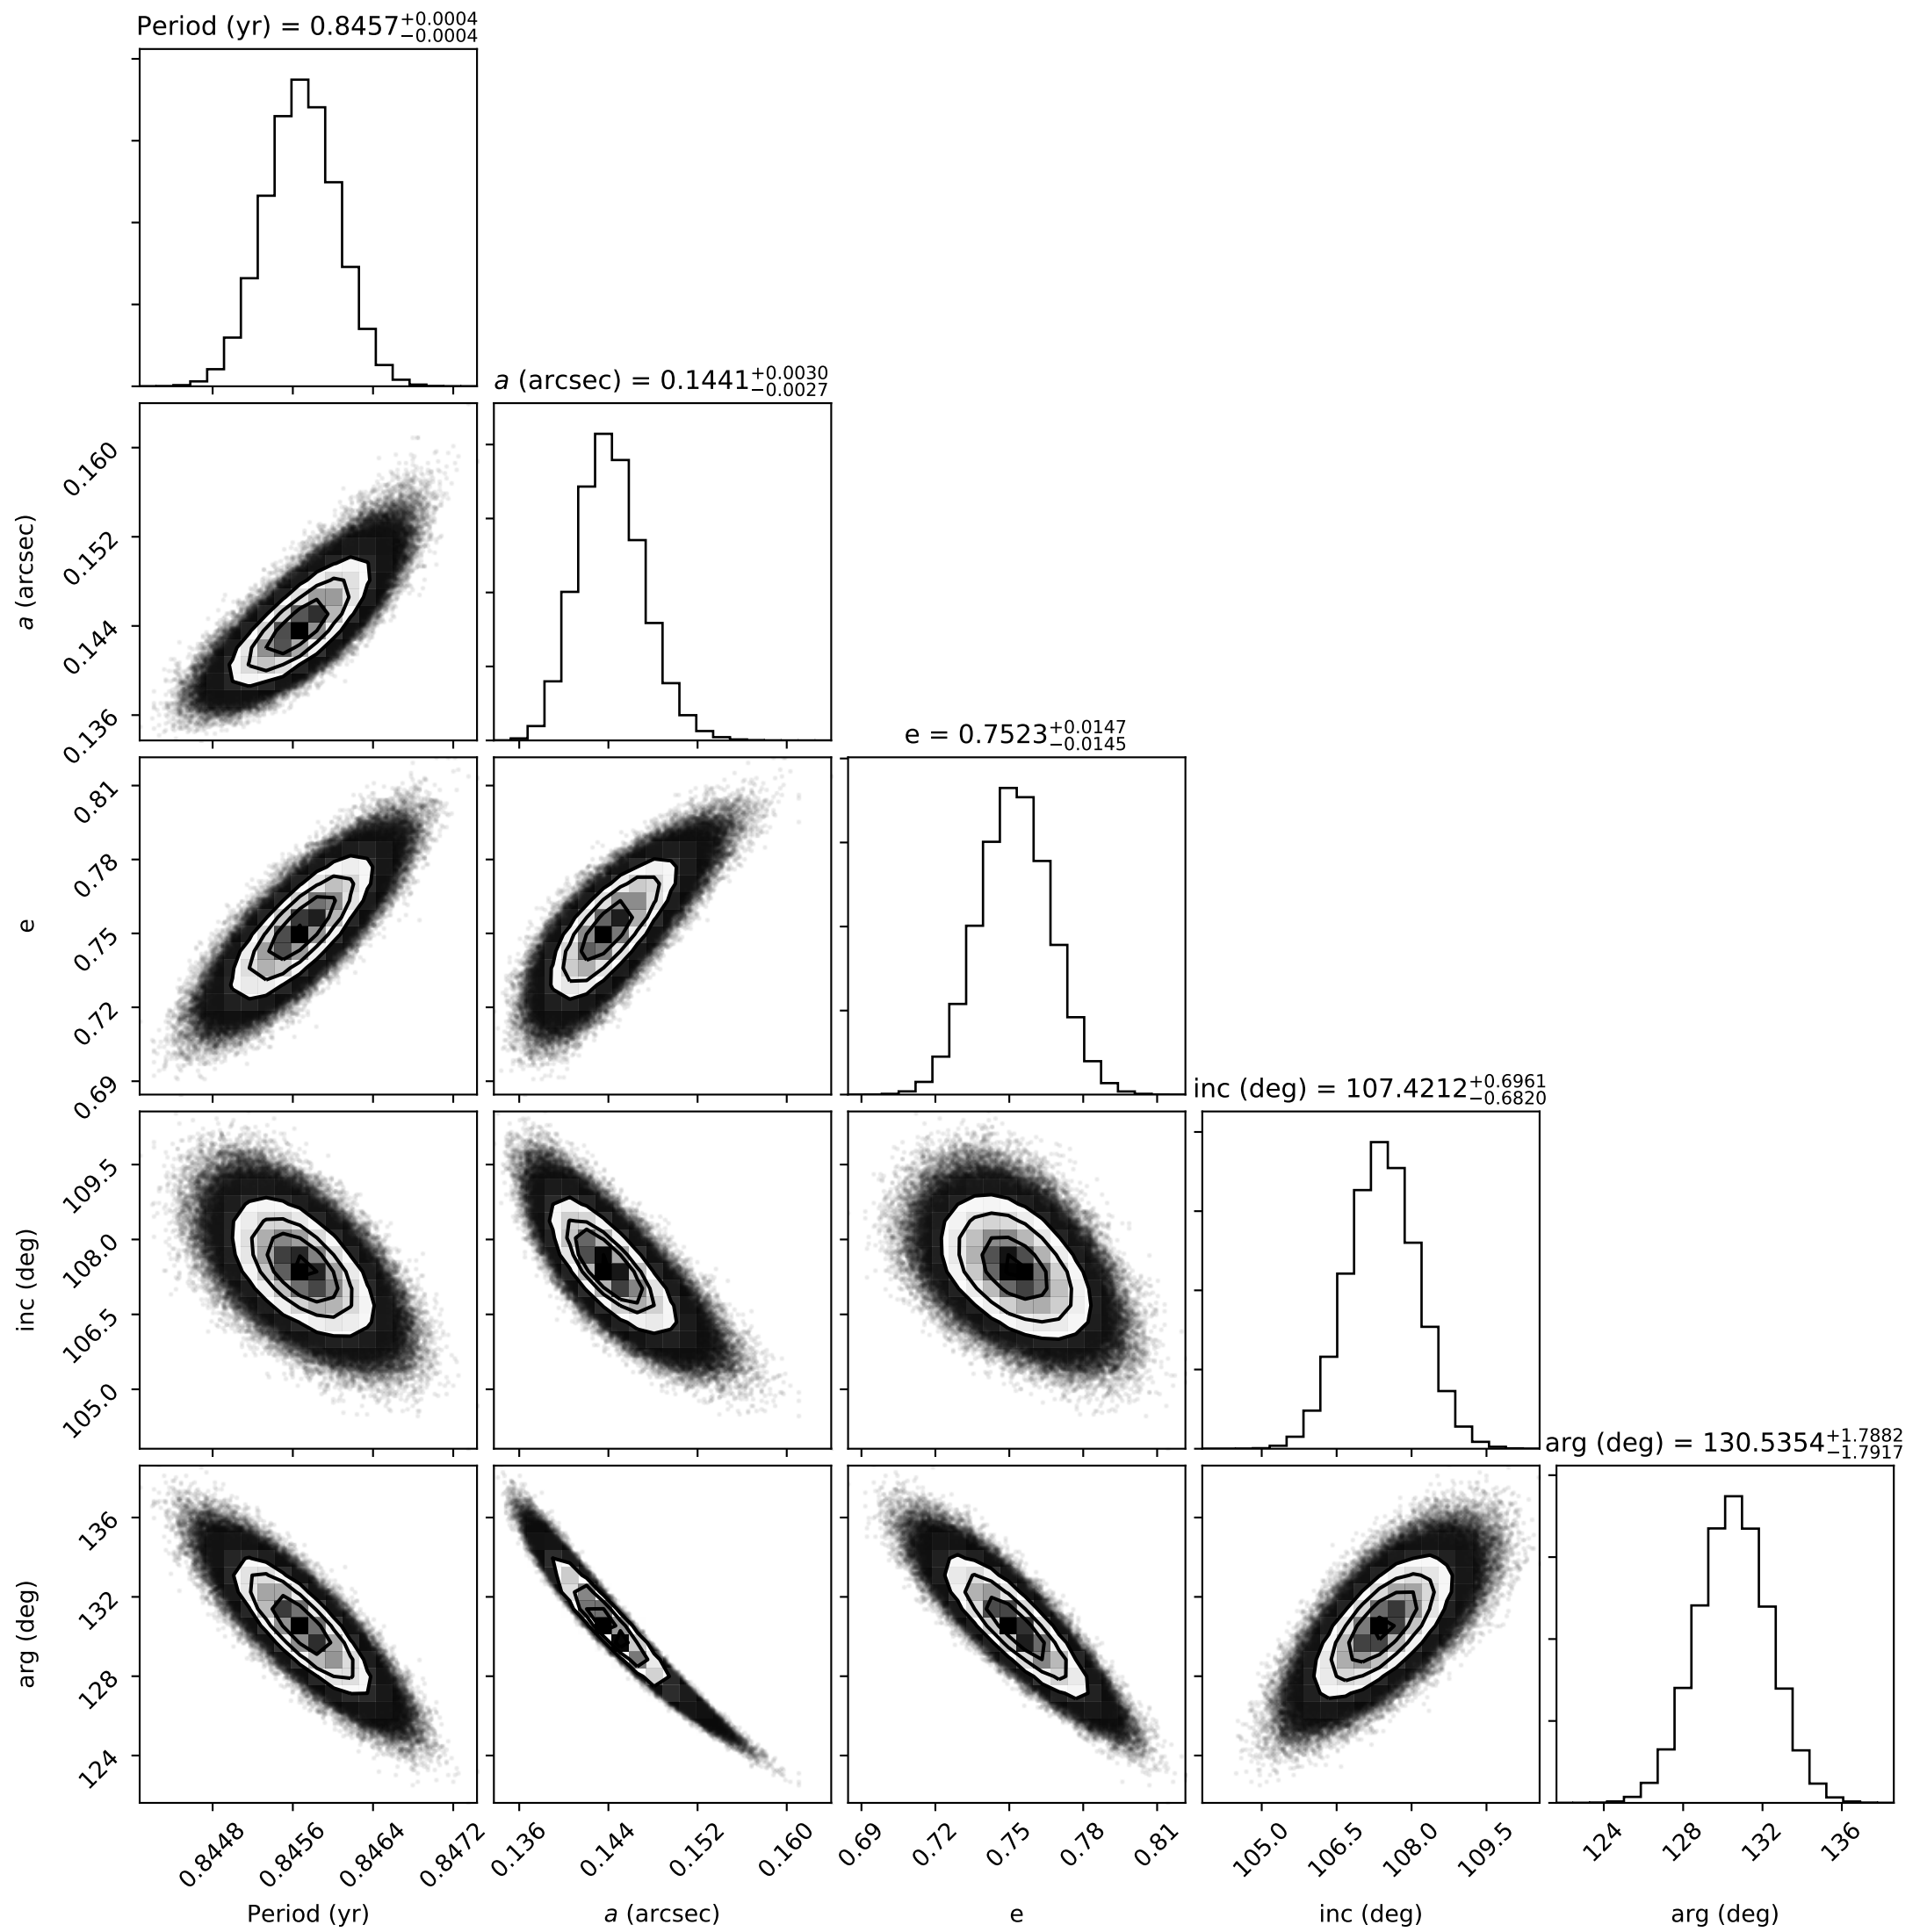 Period (yr) = 0.8457+0.0004 −0.0004
a (arcsec) = 0.1441+0.0030 −0.0027
0.160
0.152
0.144
0.136
a (arcsec)
e = 0.7523+0.0147 −0.0145
0.81
0.78
0.75
0.72
0.69
e
inc (deg) = 107.4212+0.6961 −0.6820
109.5
108.0
106.5
105.0
inc (deg)
arg (deg) = 130.5354+1.7882 −1.7917
136
132
128
124
arg (deg)
0.8448 0.8456 0.8464 0.8472 0.136 0.144 0.152 0.160 0.69 0.72 0.75 0.78 0.81 105.0 106.5 108.0 109.5 124 128 132 136
Period (yr) a (arcsec) e inc (deg) arg (deg)